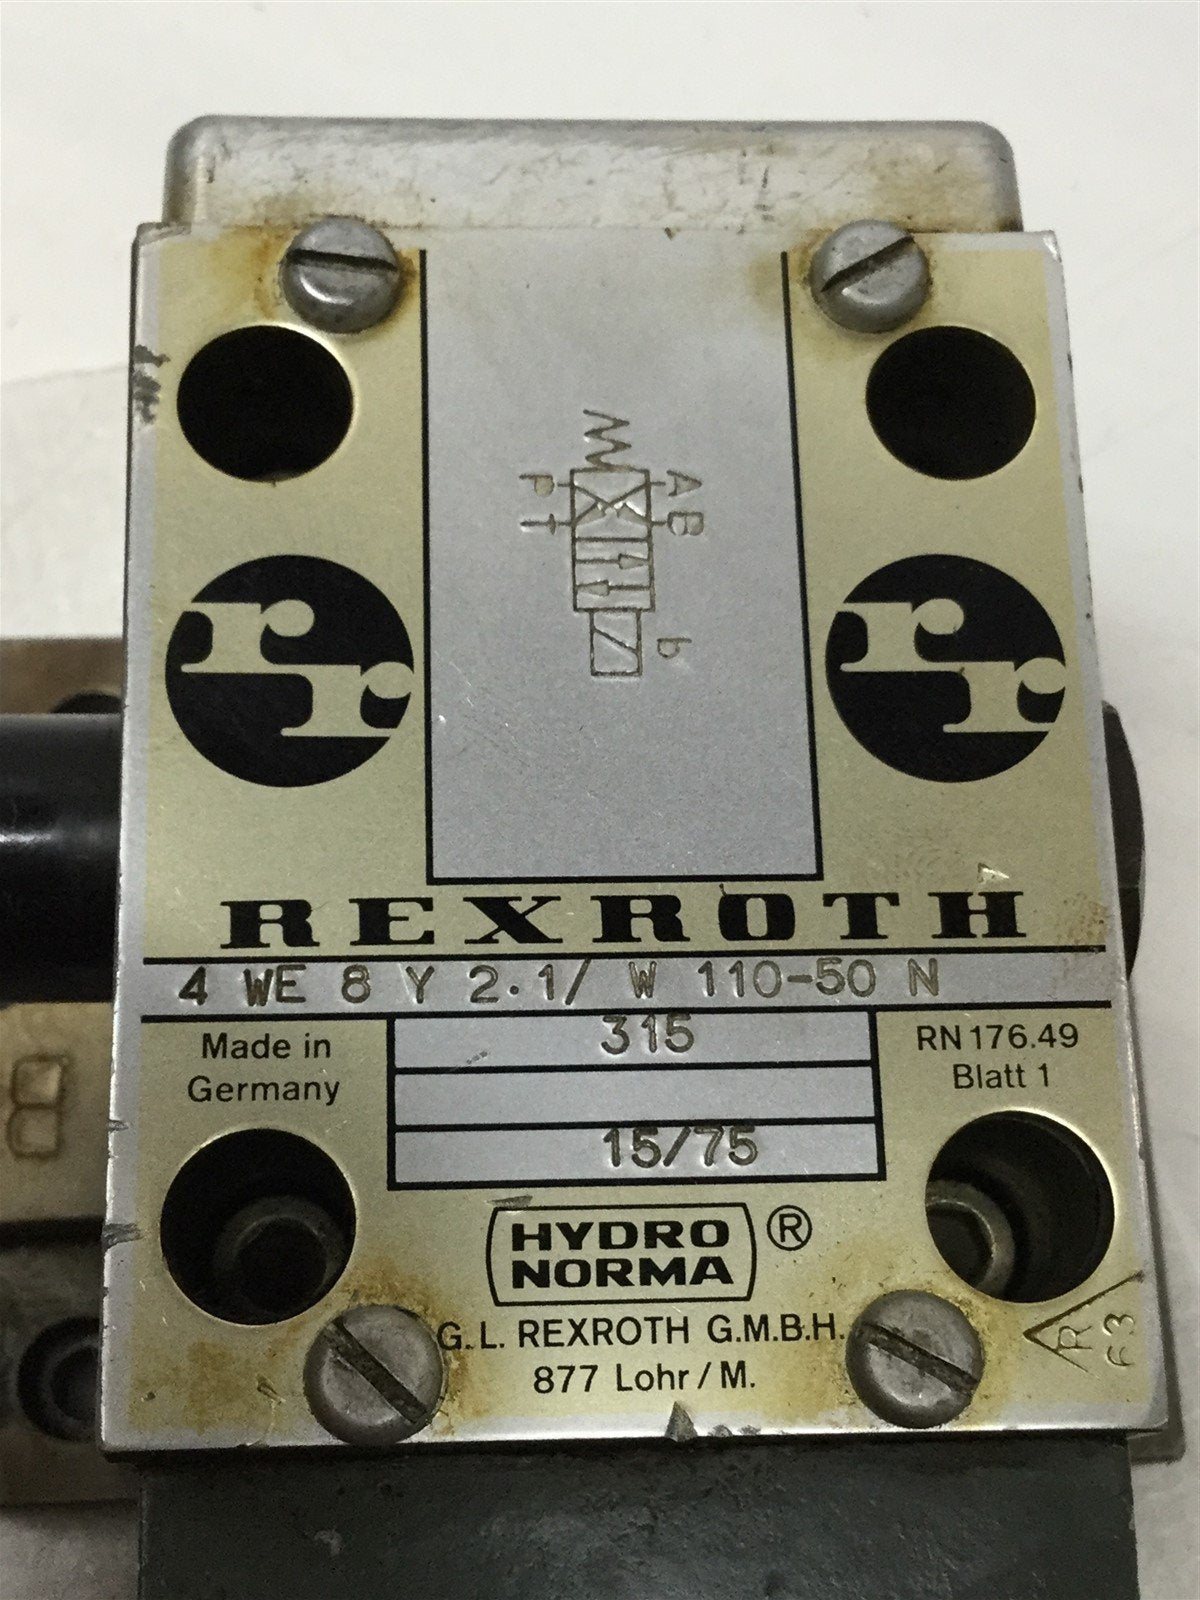 A
B
P
T
b
rr
rr
REXROTH
4 WE 8 Y 2.1/ W 110-50 N
Made in
Germany
315
15/75
RN 176.49
Blatt 1
HYDRO
NORMA ®
G.L. REXROTH G.M.B.H.
877 Lohr / M.
R
63
B